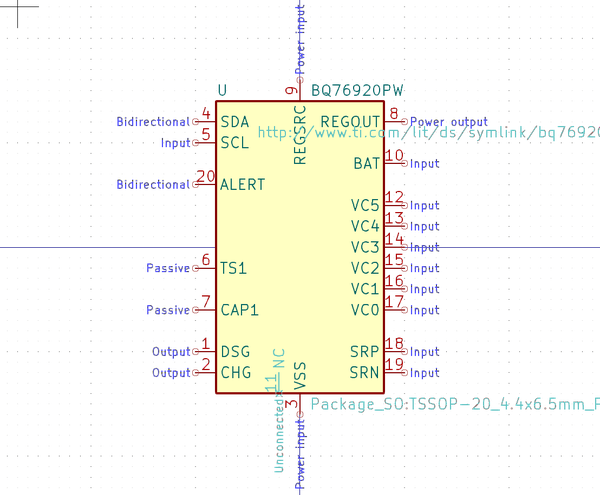 Power input
9
U BQ76920PW
Bidirectional 4 SDA REGSRC REGOUT 8 Power output
http://www.ti.com/lit/ds/symlink/bq7692
Input 5 SCL
BAT 10 Input
Bidirectional 20 ALERT
VC5 12 Input
VC4 13 Input
VC3 14 Input
Passive 6 TS1 VC2 15 Input
VC1 16 Input
Passive 7 CAP1 VC0 17 Input
Output 1 DSG SRP 18 Input
Output 2 CHG SRN 19 Input
NC
11
Unconnected
VSS
3
Power input
Package_SO:TSSOP-20_4.4x6.5mm_